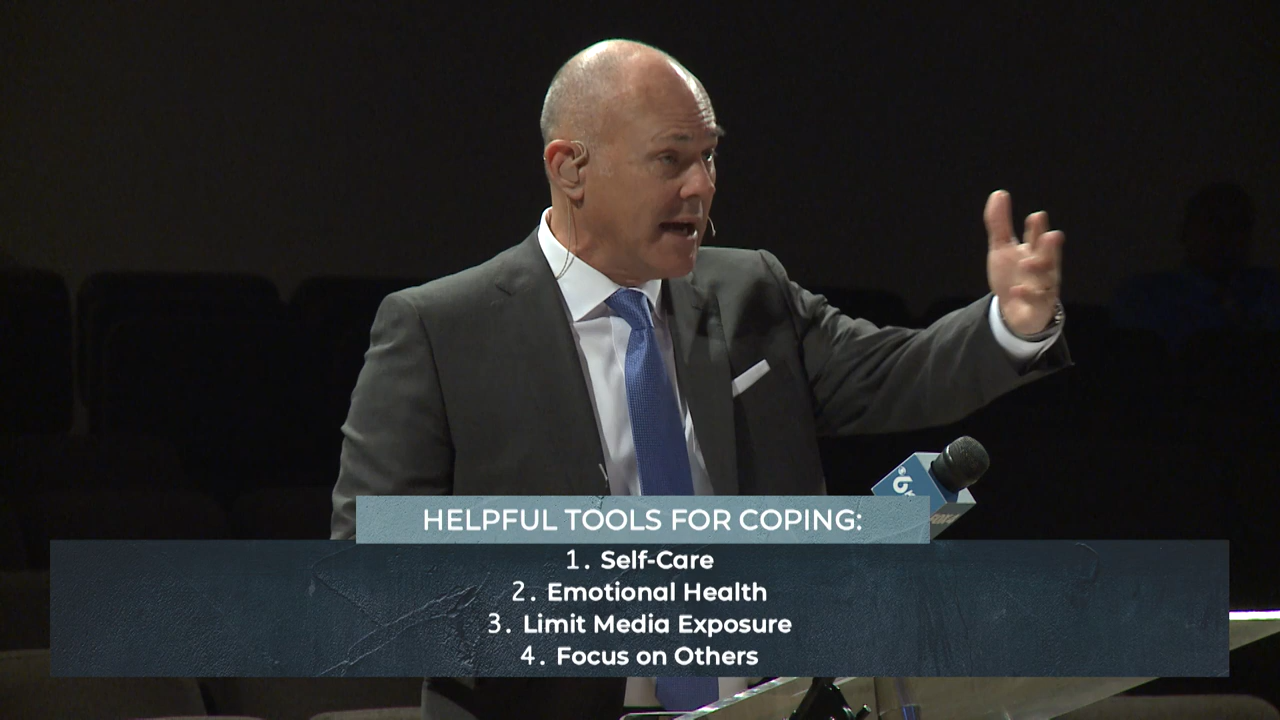 HELPFUL TOOLS FOR COPING:
1. Self-Care
2. Emotional Health
3. Limit Media Exposure
4. Focus on Others